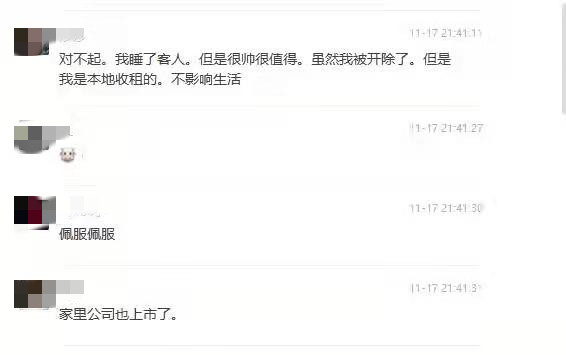 11-17 21:41:11
对不起。我睡了客人。但是很帅很值得。虽然我被开除了。但是
我是本地收租的。不影响生活
11-17 21:41:27
11-17 21:41:30
佩服佩服
11-17 21:41:31
家里公司也上市了。